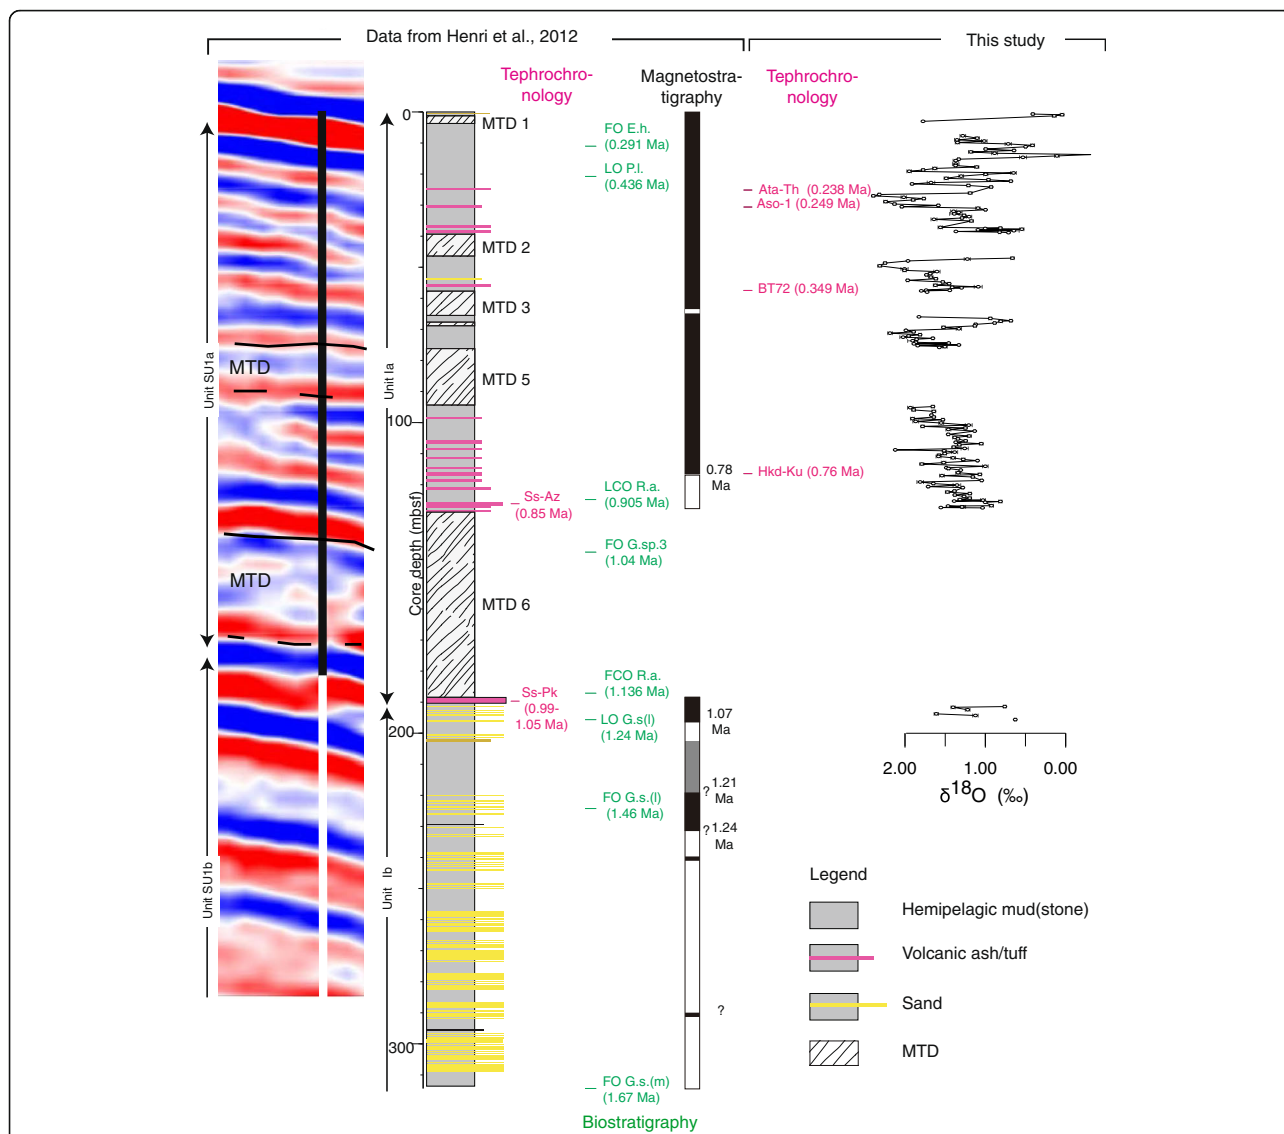 Data from Henri et al., 2012
This study
Tephrochro-
nology
Magnetostra-
tigraphy
Tephrochro-
nology
0
MTD 1
FO E.h.
(0.291 Ma)
LO P.l.
(0.436 Ma)
Ata-Th (0.238 Ma)
Aso-1 (0.249 Ma)
MTD 2
BT72 (0.349 Ma)
MTD 3
Unit SU1a
MTD
Unit Ia
MTD 5
100
0.78
Ma
Hkd-Ku (0.76 Ma)
LCO R.a.
(0.905 Ma)
Ss-Az
(0.85 Ma)
Core depth (mbsf)
FO G.sp.3
(1.04 Ma)
MTD
MTD 6
FCO R.a.
(1.136 Ma)
Ss-Pk
(0.99-
1.05 Ma)
LO G.s(l)
(1.24 Ma)
1.07
Ma
200
2.00 1.00 0.00
δ18O (‰)
? 1.21
Ma
FO G.s.(l)
(1.46 Ma)
? 1.24
Ma
Unit SU1b
Unit Ib
Legend
Hemipelagic mud(stone)
Volcanic ash/tuff
Sand
MTD
?
300
FO G.s.(m)
(1.67 Ma)
Biostratigraphy